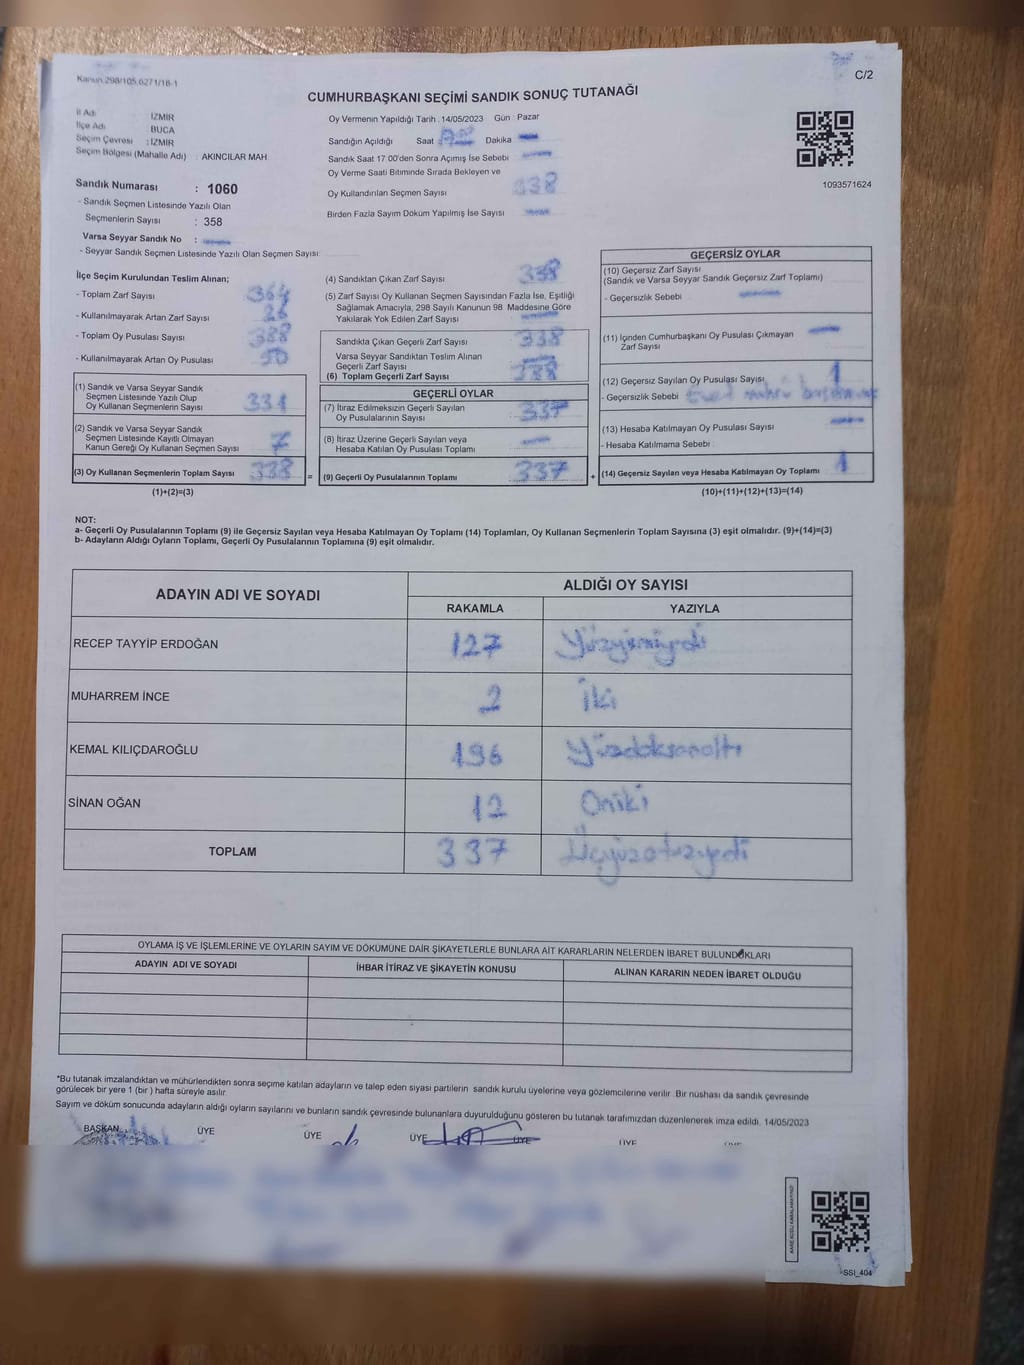 Kanun.298/105,6271/16-1
C/2
CUMHURBAŞKANI SEÇİMİ SANDIK SONUÇ TUTANAĞI
İl Adı : İZMİR
İlçe Adı : BUCA
Seçim Çevresi : İZMİR
Seçim Bölgesi (Mahalle Adı) : AKINCILAR MAH
Sandık Numarası : 1060
- Sandık Seçmen Listesinde Yazılı Olan
Seçmenlerin Sayısı : 358
Varsa Seyyar Sandık No :
- Seyyar Sandık Seçmen Listesinde Yazılı Olan Seçmen Sayısı:
Oy Vermenin Yapıldığı Tarih : 14/05/2023 Gün : Pazar
Sandığın Açıldığı Saat Dakika
Sandık Saat 17:00'den Sonra Açımış İse Sebebi
Oy Verme Saati Bitiminde Sırada Bekleyen ve
Oy Kullandırılan Seçmen Sayısı 338
Birden Fazla Sayım Döküm Yapılmış İse Sayısı
1093571624
İlçe Seçim Kurulundan Teslim Alınan;
- Toplam Zarf Sayısı 364
- Kullanılmayarak Artan Zarf Sayısı 26
- Toplam Oy Pusulası Sayısı 388
- Kullanılmayarak Artan Oy Pusulası 50
(1) Sandık ve Varsa Seyyar Sandık
Seçmen Listesinde Yazılı Olup
Oy Kullanan Seçmenlerin Sayısı 331
(2) Sandık ve Varsa Seyyar Sandık
Seçmen Listesinde Kayıtlı Olmayan
Kanun Gereği Oy Kullanan Seçmen Sayısı 7
(3) Oy Kullanan Seçmenlerin Toplam Sayısı 338
(1)+(2)=(3)
(4) Sandıktan Çıkan Zarf Sayısı 338
(5) Zarf Sayısı Oy Kullanan Seçmen Sayısından Fazla İse, Eşitliği
Sağlamak Amacıyla, 298 Sayılı Kanunun 98. Maddesine Göre
Yakılarak Yok Edilen Zarf Sayısı
Sandıkta Çıkan Geçerli Zarf Sayısı 338
Varsa Seyyar Sandıktan Teslim Alınan
Geçerli Zarf Sayısı
(6) Toplam Geçerli Zarf Sayısı 338
GEÇERLİ OYLAR
(7) İtiraz Edilmeksizin Geçerli Sayılan
Oy Pusulalarının Sayısı 337
(8) İtiraz Üzerine Geçerli Sayılan veya
Hesaba Katılan Oy Pusulası Toplamı
= (9) Geçerli Oy Pusulalarının Toplamı 337 +
GEÇERSİZ OYLAR
(10) Geçersiz Zarf Sayısı
(Sandık ve Varsa Seyyar Sandık Geçersiz Zarf Toplamı)
- Geçersizlik Sebebi
(11) İçinden Cumhurbaşkanı Oy Pusulası Çıkmayan
Zarf Sayısı
(12) Geçersiz Sayılan Oy Pusulası Sayısı 1
- Geçersizlik Sebebi Evet mührü
(13) Hesaba Katılmayan Oy Pusulası Sayısı
- Hesaba Katılmama Sebebi
(14) Geçersiz Sayılan veya Hesaba Katılmayan Oy Toplamı 1
(10)+(11)+(12)+(13)=(14)
NOT:
a- Geçerli Oy Pusulalarının Toplamı (9) ile Geçersiz Sayılan veya Hesaba Katılmayan Oy Toplamı (14) Toplamları, Oy Kullanan Seçmenlerin Toplam Sayısına (3) eşit olmalıdır. (9)+(14)=(3)
b- Adayların Aldığı Oyların Toplamı, Geçerli Oy Pusulalarının Toplamına (9) eşit olmalıdır.
ADAYIN ADI VE SOYADI ALDIĞI OY SAYISI
RAKAMLA YAZIYLA
RECEP TAYYİP ERDOĞAN 127 Yüzyirmiyedi
MUHARREM İNCE 2 İki
KEMAL KILIÇDAROĞLU 196 Yüzdoksanaltı
SİNAN OĞAN 12 Oniki
TOPLAM 337 Üçyüzotuzyedi
OYLAMA İŞ VE İŞLEMLERİNE VE OYLARIN SAYIM VE DÖKÜMÜNE DAİR ŞİKAYETLERLE BUNLARA AİT KARARLARIN NELERDEN İBARET BULUNDUKLARI
ADAYIN ADI VE SOYADI İHBAR İTİRAZ VE ŞİKAYETİN KONUSU ALINAN KARARIN NEDEN İBARET OLDUĞU
*Bu tutanak imzalandıktan ve mühürlendikten sonra seçime katılan adayların ve talep eden siyasi partilerin sandık kurulu üyelerine veya gözlemcilerine verilir. Bir nüshası da sandık çevresinde
görülecek bir yere 1 (bir ) hafta süreyle asılır.
Sayım ve döküm sonucunda adayların aldığı oyların sayılarını ve bunların sandık çevresinde bulunanlara duyurulduğunu gösteren bu tutanak tarafımızdan düzenlenerek imza edildi. 14/05/2023
BAŞKAN ÜYE ÜYE ÜYE ÜYE ÜYE ÜYE
SSI_404